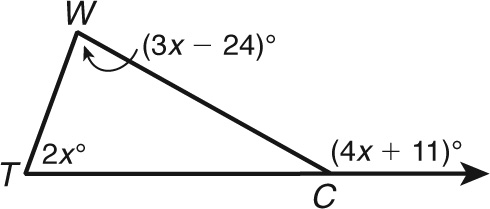 W
(3x − 24)°
T
2x°
(4x + 11)°
C